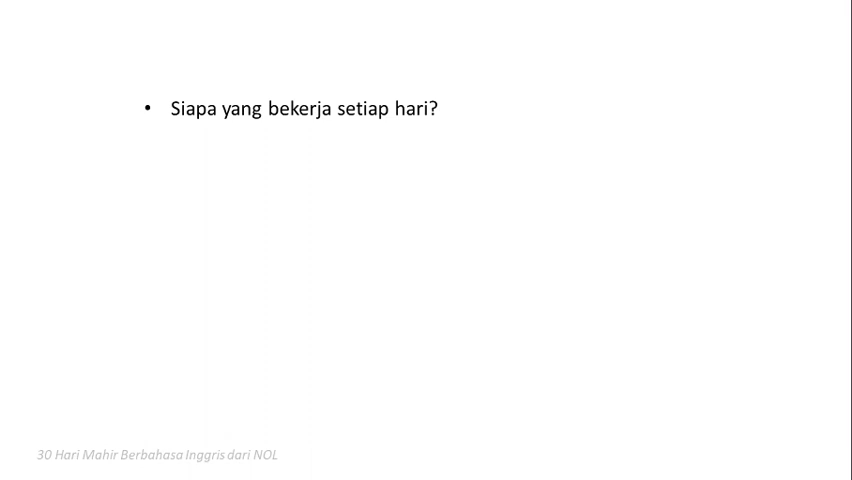 • Siapa yang bekerja setiap hari?
30 Hari Mahir Berbahasa Inggris dari NOL